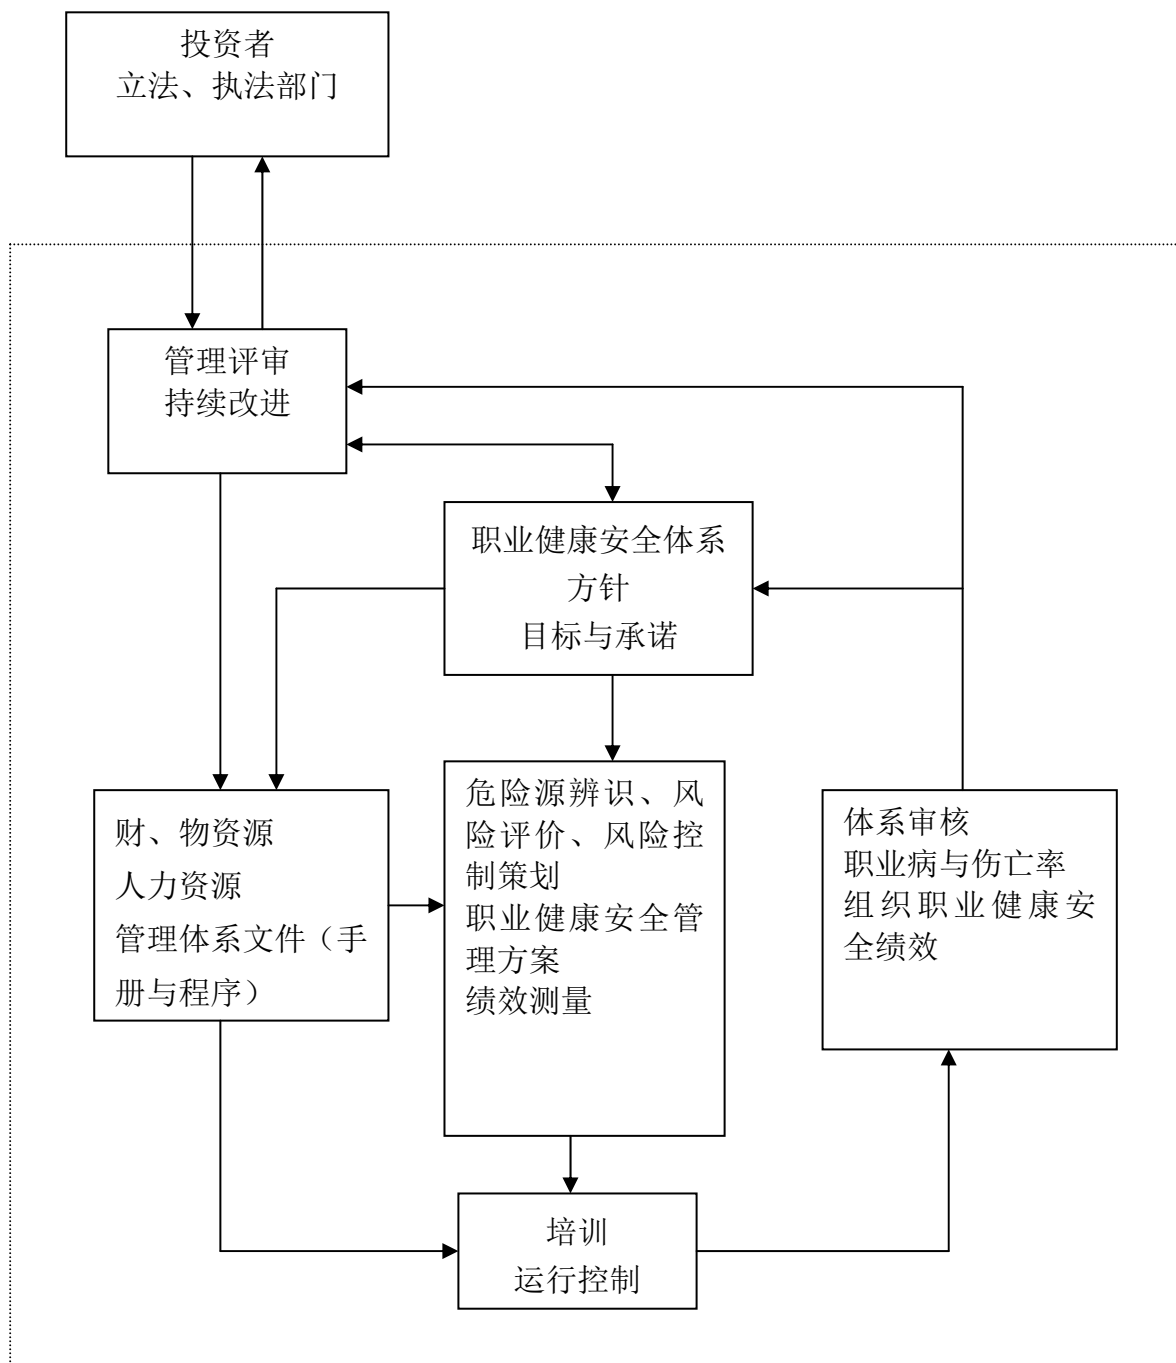 投资者
立法、执法部门
管理评审
持续改进
职业健康安全体系
方针
目标与承诺
财、物资源
人力资源
管理体系文件（手
册与程序）
危险源辨识、风
险评价、风险控
制策划
职业健康安全管
理方案
绩效测量
体系审核
职业病与伤亡率
组织职业健康安
全绩效
培训
运行控制